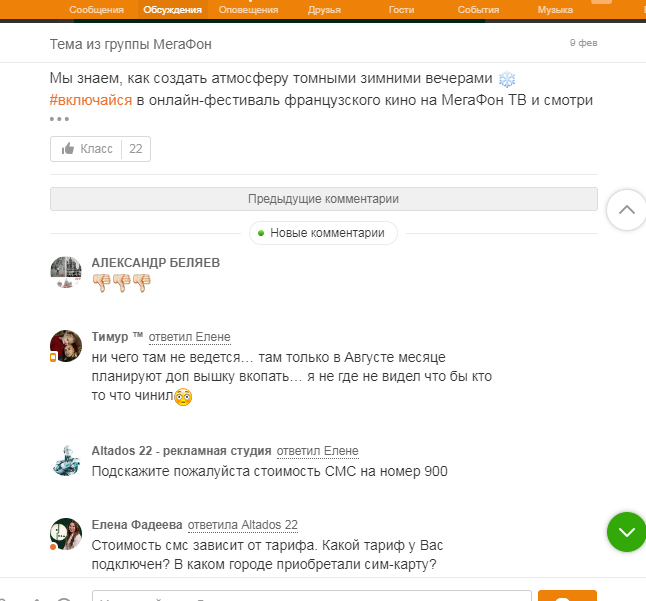 Сообщения Обсуждения Оповещения Друзья Гости События Музыка
Тема из группы МегаФон 9 фев
Мы знаем, как создать атмосферу томными зимними вечерами ❄️
#включайся в онлайн-фестиваль французского кино на МегаФон ТВ и смотри
•••
Класс 22
Предыдущие комментарии
Новые комментарии
АЛЕКСАНДР БЕЛЯЕВ
👎👎👎
Тимур ™ ответил Елене
ни чего там не ведется… там только в Августе месяце
планируют доп вышку вкопать… я не где не видел что бы кто
то что чинил😳
Altados 22 - рекламная студия ответил Елене
Подскажите пожалуйста стоимость СМС на номер 900
Елена Фадеева ответила Altados 22
Стоимость смс зависит от тарифа. Какой тариф у Вас
подключен? В каком городе приобретали сим-карту?